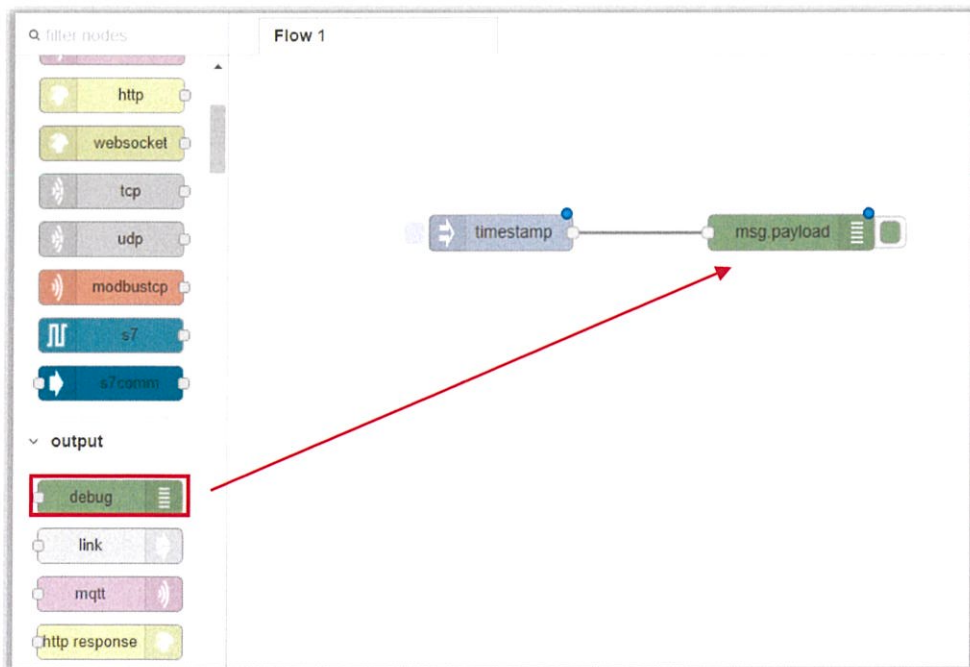 filter nodes
Flow 1
http
websocket
tcp
udp
modbustcp
s7
s7comm
timestamp
msg.payload
output
debug
link
mqtt
http response